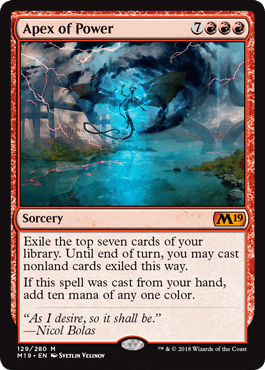 Apex of Power 7
Sorcery M19
Exile the top seven cards of your
library. Until end of turn, you may cast
nonland cards exiled this way.
If this spell was cast from your hand,
add ten mana of any one color.
“As I desire, so it shall be.”
—Nicol Bolas
129/280 M
M19 • EN SVETLIN VELINOV ™ & © 2018 Wizards of the Coast